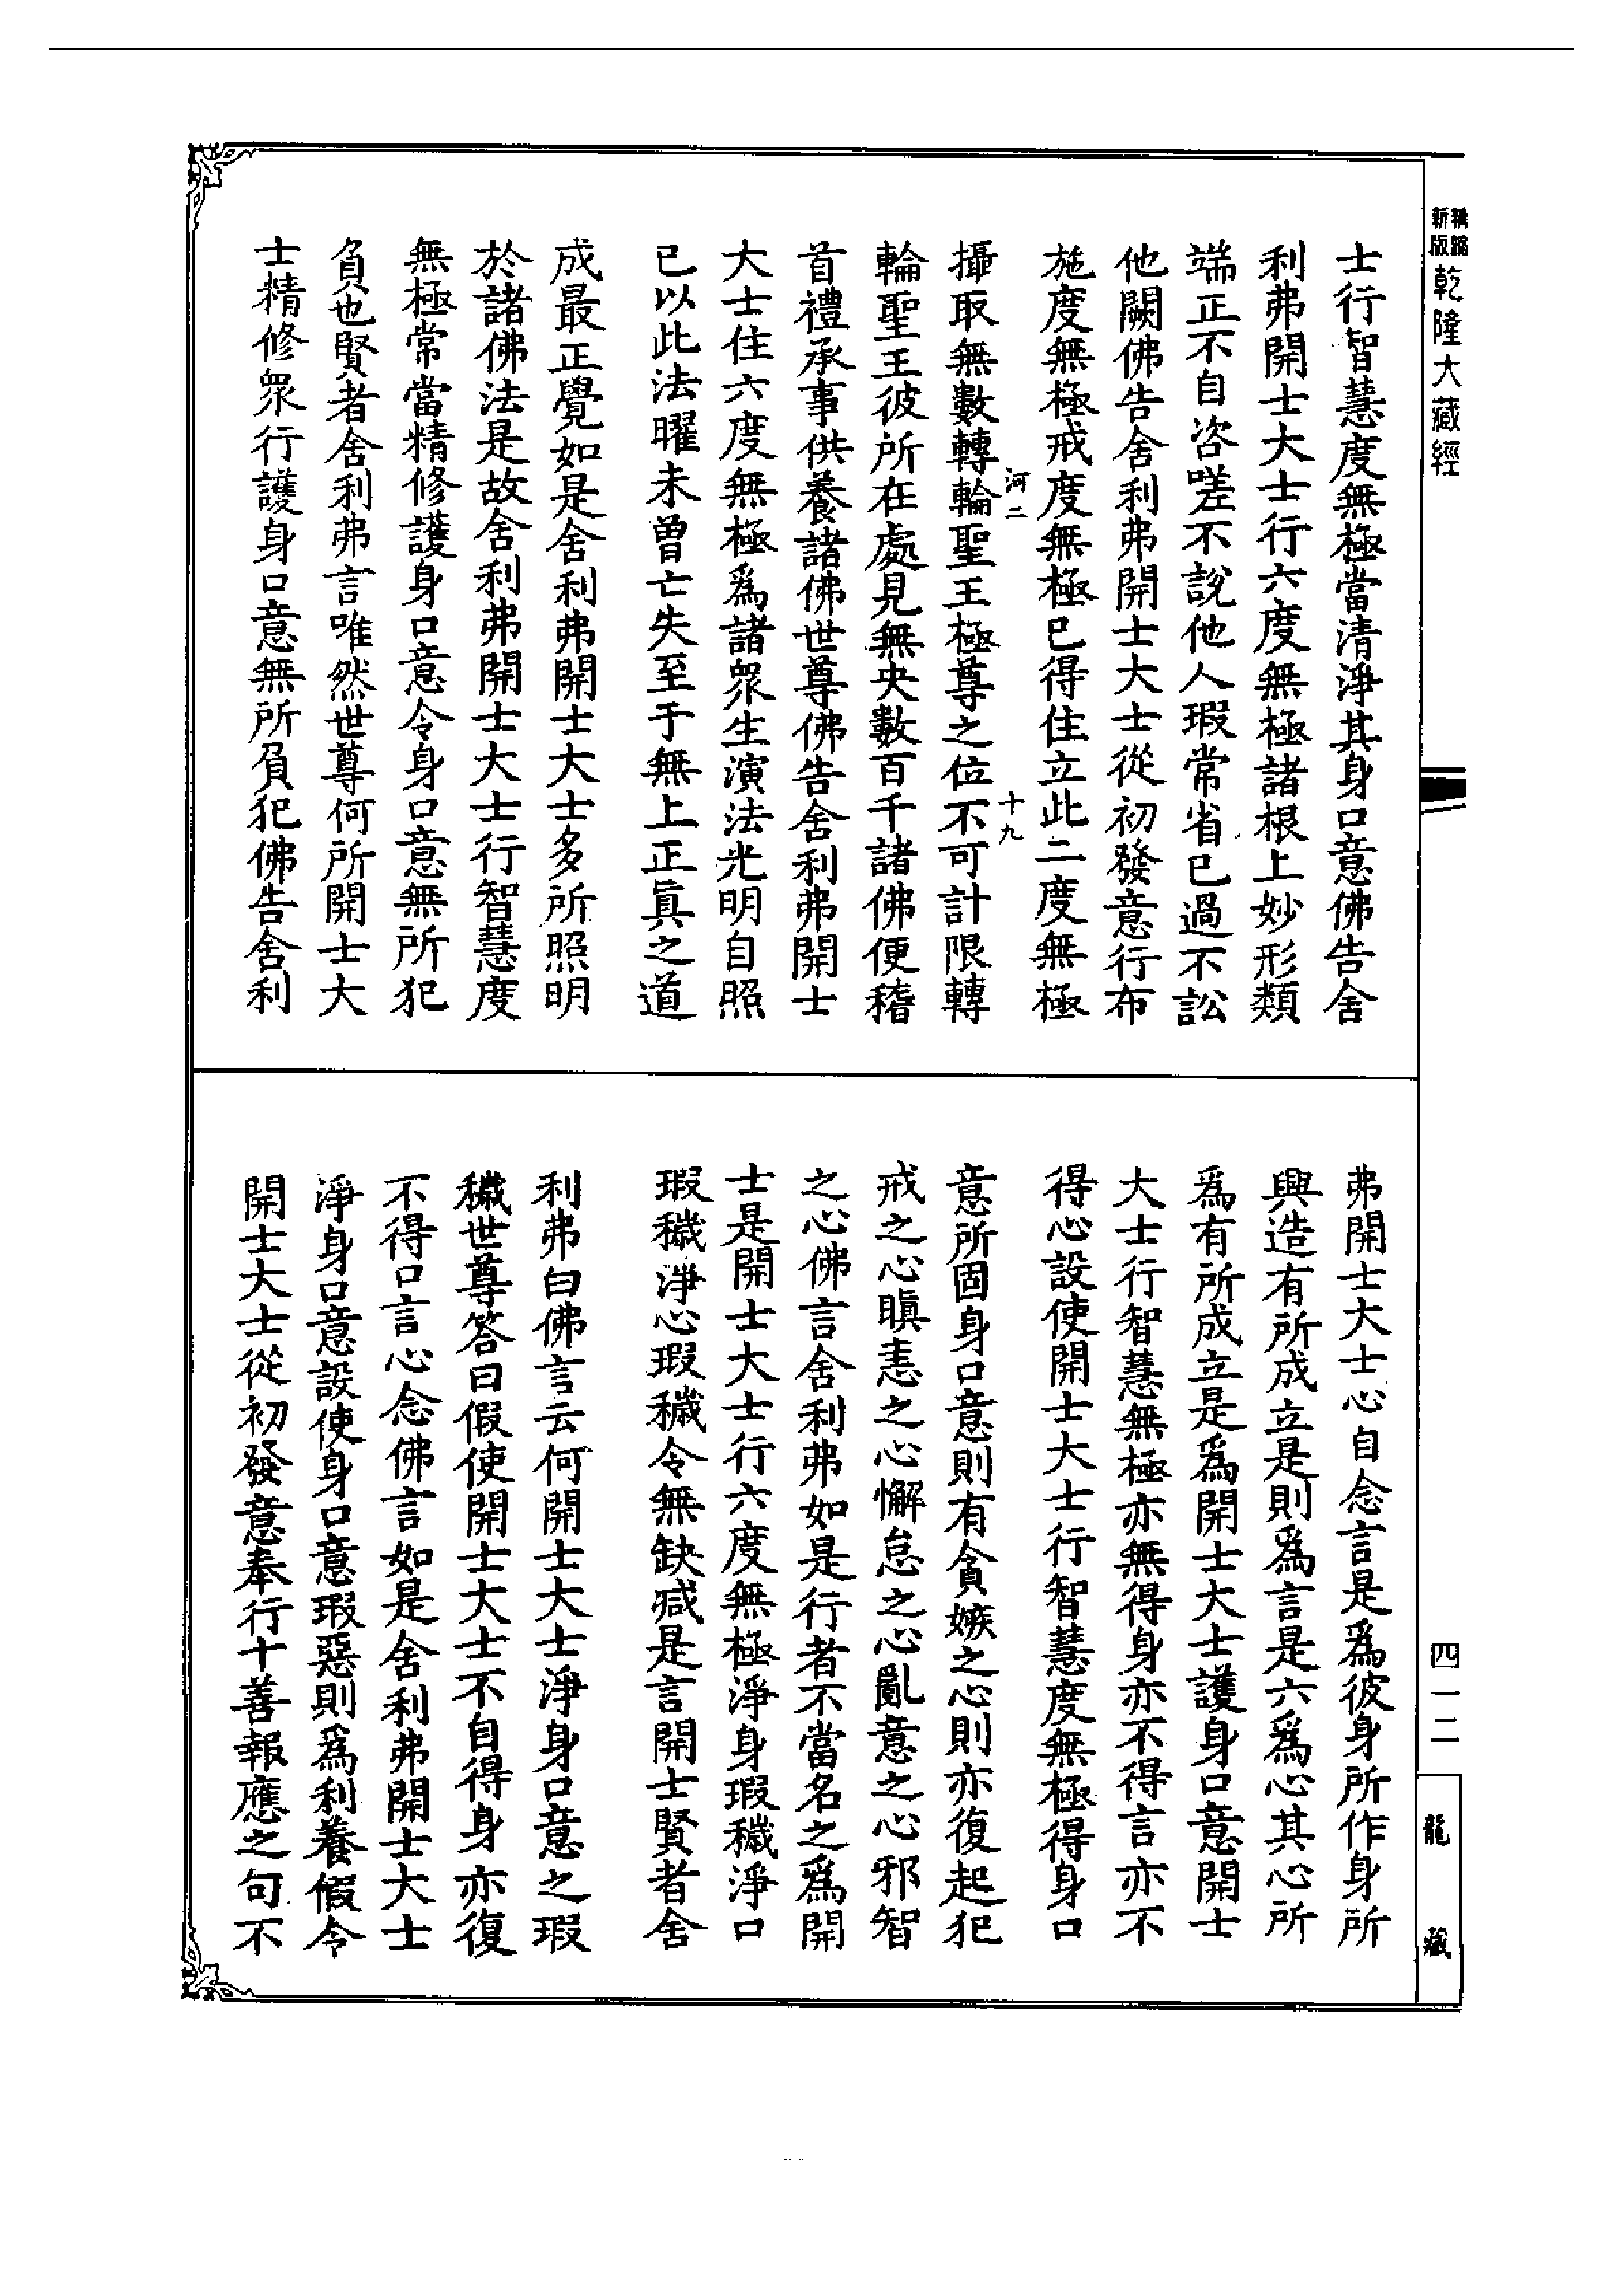 新版
精縮
乾隆大藏經
士行智慧度無極當清淨其身口意佛告舍
利弗開士大士行六度無極諸根上妙形類
端正不自咨嗟不說他人瑕常省已過不訟
他闕佛告舍利弗開士大士從初發意行布
施度無極戒度無極巳得住立此二度無極
河二
十九
攝取無數轉輪聖王極尊之位不可計限轉
輪聖王彼所在處見無央數百千諸佛便稽
首禮承事供養諸佛世尊佛告舍利弗開士
大士住六度無極爲諸衆生演法光明自照
已以此法曜未曽亡失至于無上正真之道
成最正覺如是舍利弗開士大士多所照明
於諸佛法是故舍利弗開士大士行智慧度
無極常當精修護身口意令身口意無所犯
負也賢者舍利弗言唯然世尊何所開士大
士精修衆行護身口意無所負犯佛告舍利
弗開士大士心自念言是爲彼身所作身所
興造有所成立是則爲言是六爲心其心所
爲有所成立是爲開士大士護身口意開士
大士行智慧無極亦無得身亦不得言亦不
得心設使開士大士行智慧度無極得身口
意所固身口意則有貪嫉之心則亦復起犯
戒之心瞋恚之心懈怠之心亂意之心邪智
之心佛言舍利弗如是行者不當名之爲開
士是開士大士行六度無極淨身瑕穢淨口
瑕穢淨心瑕穢令無缺減是言開士賢者舍
利弗白佛言云何開士大士淨身口意之瑕
穢世尊答曰假使開士大士不自得身亦復
不得口言心念佛言如是舍利弗開士大士
淨身口意設使身口意瑕惡則爲利養假令
開士大士從初發意奉行十善報應之句不
四一二
龍藏